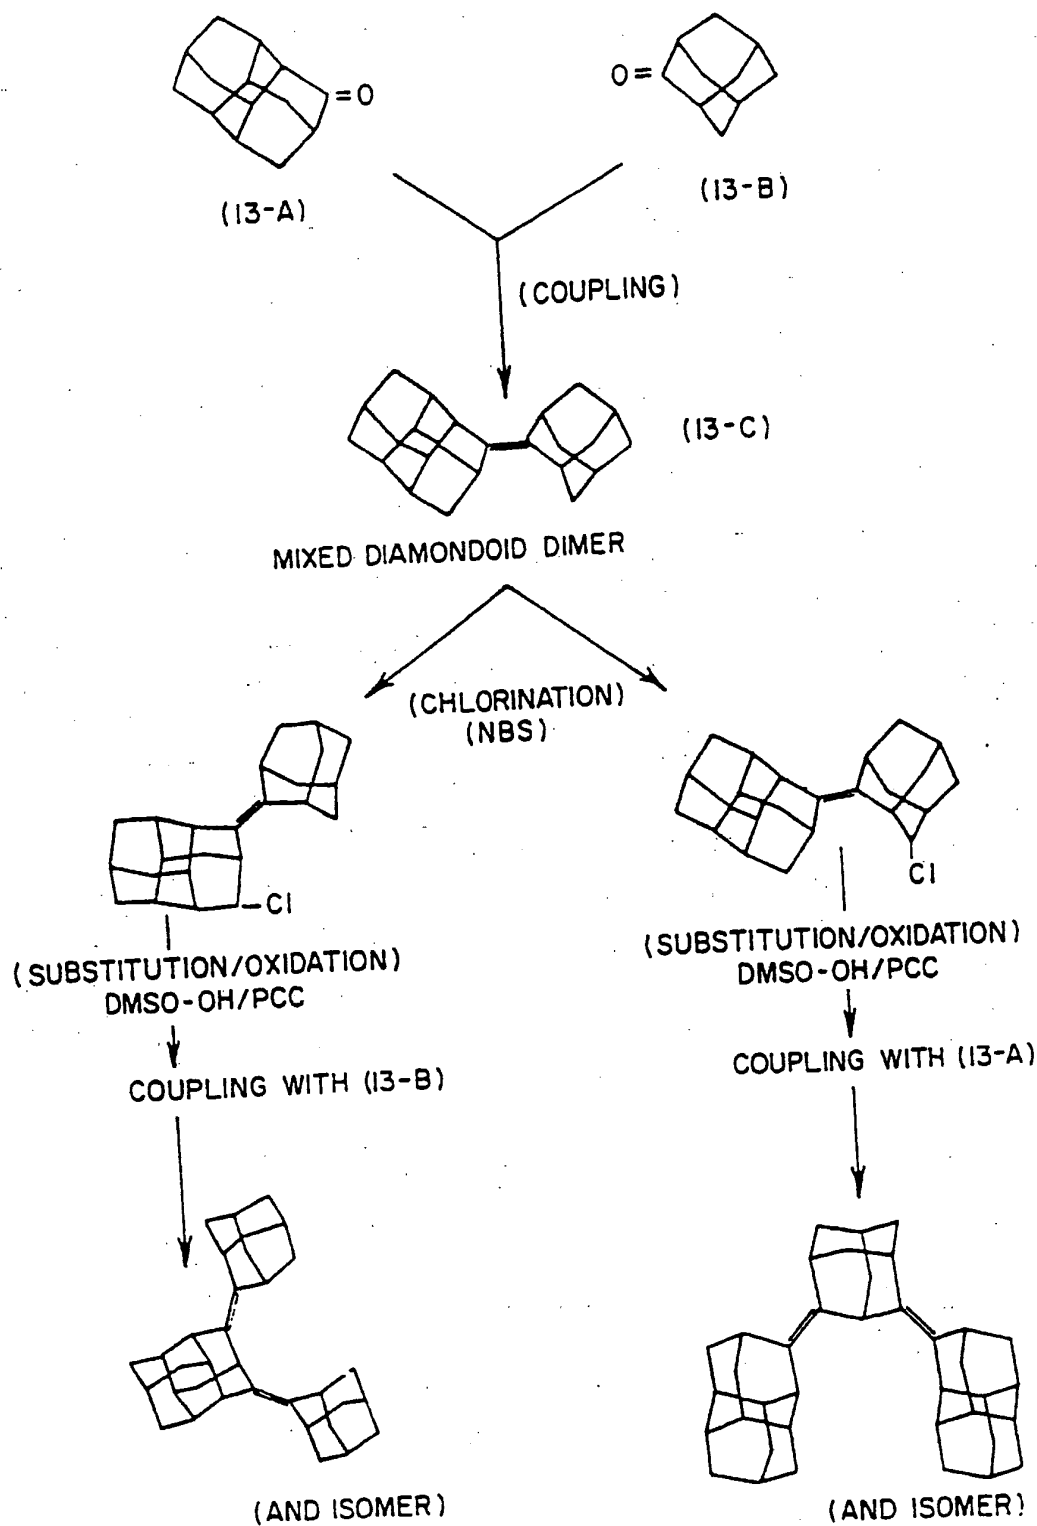 =O
O=
(13-A)
(13-B)
(COUPLING)
(13-C)
MIXED DIAMONDOID DIMER
(CHLORINATION)
(NBS)
-Cl
Cl
(SUBSTITUTION/OXIDATION)
DMSO-OH/PCC
(SUBSTITUTION/OXIDATION)
DMSO-OH/PCC
COUPLING WITH (13-B)
COUPLING WITH (13-A)
(AND ISOMER)
(AND ISOMER)